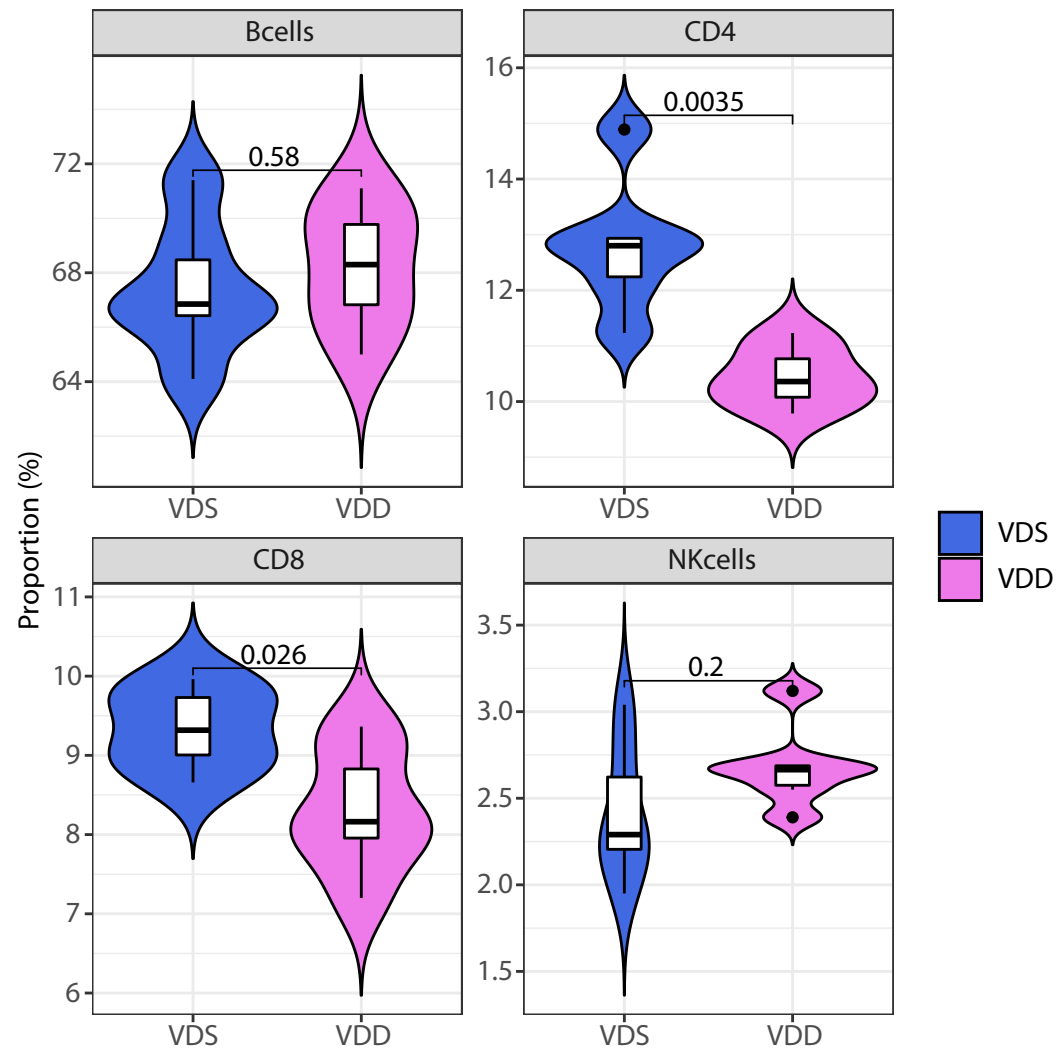 Bcells
CD4
72
68
64
0.58
VDS
VDD
16
14
12
10
0.0035
VDS
VDD
Proportion (%)
CD8
NKcells
11
10
9
8
7
6
0.026
VDS
VDD
3.5
3.0
2.5
2.0
1.5
0.2
VDS
VDD
VDS
VDD